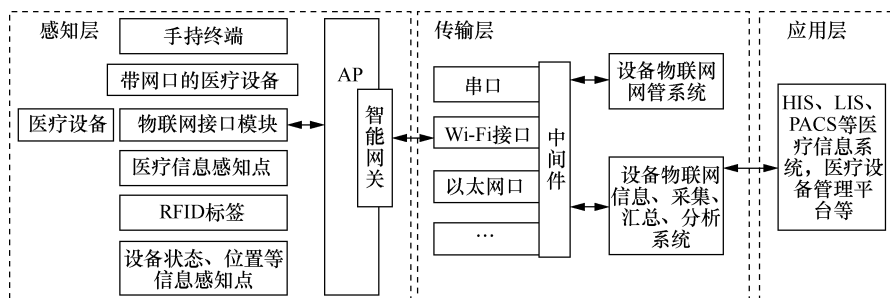 感知层
手持终端
带网口的医疗设备
医疗设备
物联网接口模块
医疗信息感知点
RFID标签
设备状态、位置等
信息感知点
AP
智能网关
传输层
串口
Wi-Fi接口
以太网口
…
中间件
设备物联网
网管系统
设备物联网
信息、采集、
汇总、分析
系统
应用层
HIS、LIS、
PACS等医
疗信息系
统，医疗设
备管理平
台等